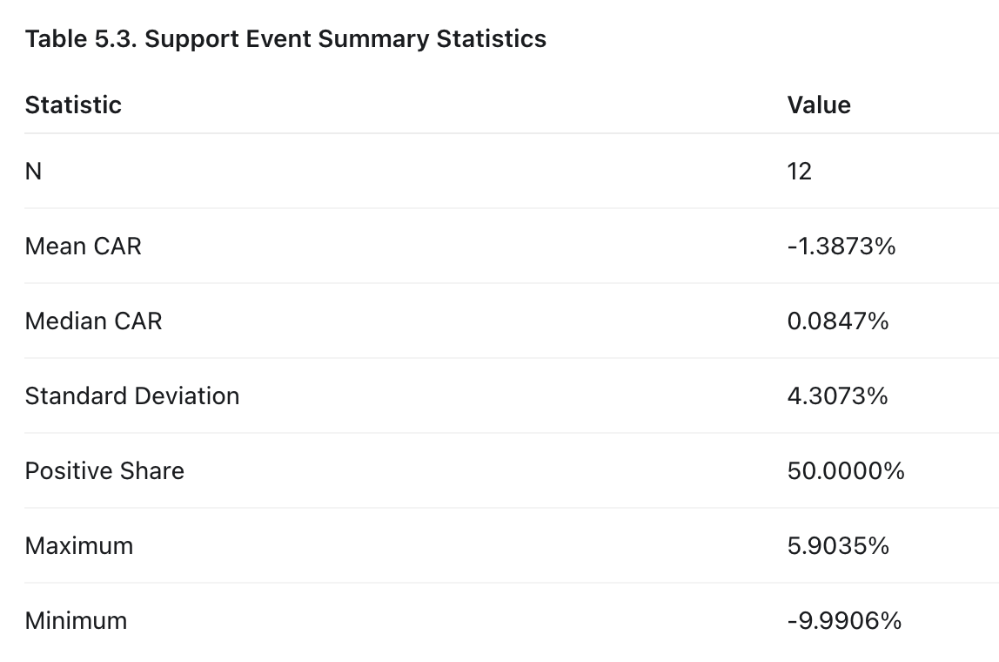 Table 5.3. Support Event Summary Statistics
Statistic Value
N 12
Mean CAR -1.3873%
Median CAR 0.0847%
Standard Deviation 4.3073%
Positive Share 50.0000%
Maximum 5.9035%
Minimum -9.9906%